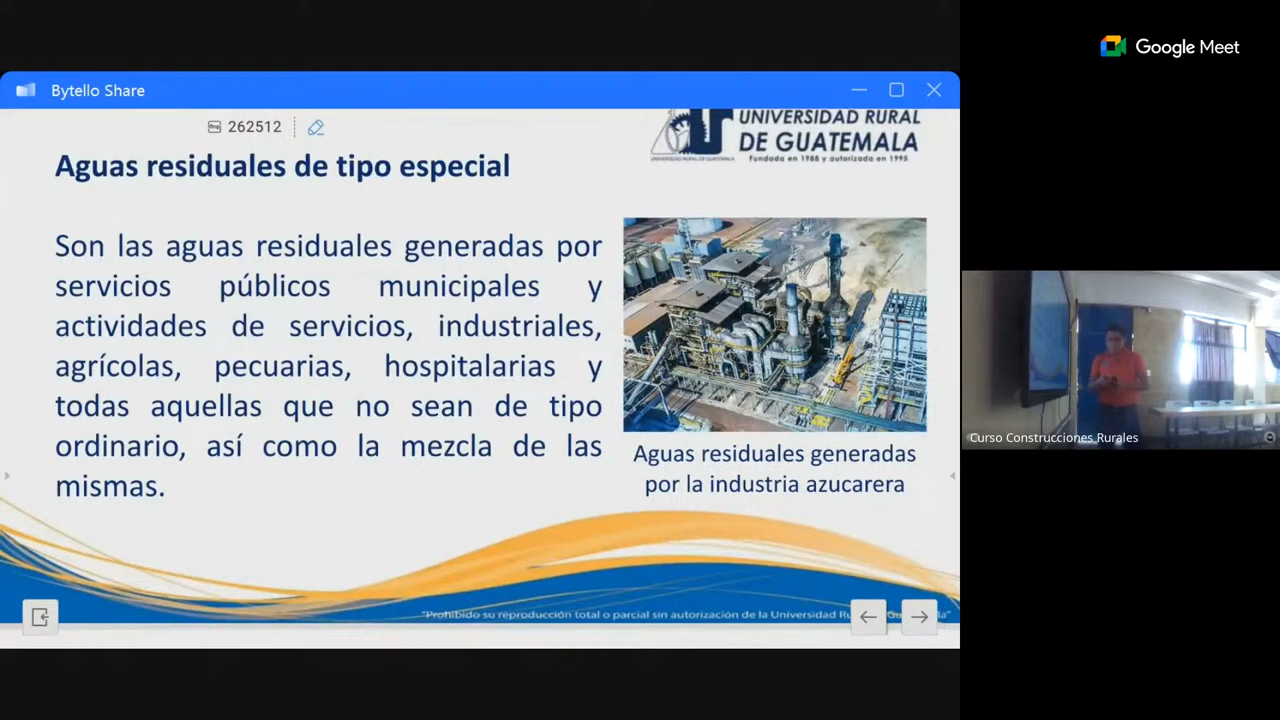 Google Meet
Bytello Share
262512
UNIVERSIDAD RURAL
DE GUATEMALA
Fundada en 1988 y autorizada en 1995
Aguas residuales de tipo especial
Son las aguas residuales generadas por
servicios públicos municipales y
actividades de servicios, industriales,
agrícolas, pecuarias, hospitalarias y
todas aquellas que no sean de tipo
ordinario, así como la mezcla de las
mismas.
Aguas residuales generadas
por la industria azucarera
Curso Construcciones Rurales
"Prohibido su reproducción total o parcial sin autorización de la Universidad